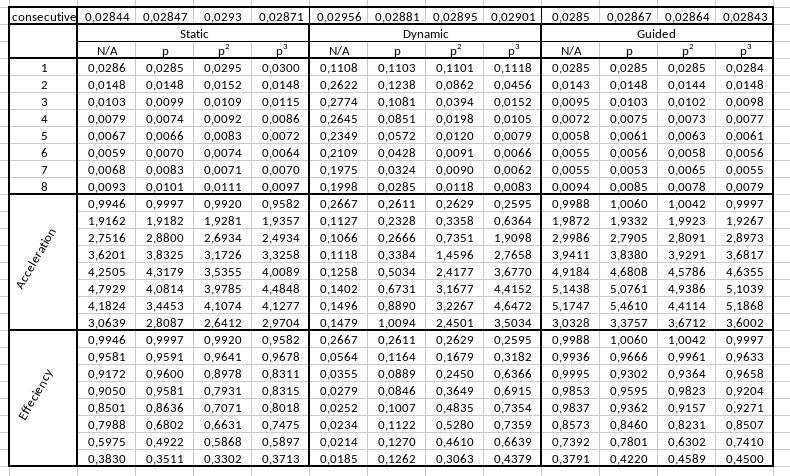 consecutive 0,02844 0,02847 0,0293 0,02871 0,02956 0,02881 0,02895 0,02901 0,0285 0,02867 0,02864 0,02843
Static Dynamic Guided
N/A p p² p³ N/A p p² p³ N/A p p² p³
1 0,0286 0,0285 0,0295 0,0300 0,1108 0,1103 0,1101 0,1118 0,0285 0,0285 0,0285 0,0284
2 0,0148 0,0148 0,0152 0,0148 0,2622 0,1238 0,0862 0,0456 0,0143 0,0148 0,0144 0,0148
3 0,0103 0,0099 0,0109 0,0115 0,2774 0,1081 0,0394 0,0152 0,0095 0,0103 0,0102 0,0098
4 0,0079 0,0074 0,0092 0,0086 0,2645 0,0851 0,0198 0,0105 0,0072 0,0075 0,0073 0,0077
5 0,0067 0,0066 0,0083 0,0072 0,2349 0,0572 0,0120 0,0079 0,0058 0,0061 0,0063 0,0061
6 0,0059 0,0070 0,0074 0,0064 0,2109 0,0428 0,0091 0,0066 0,0055 0,0056 0,0058 0,0056
7 0,0068 0,0083 0,0071 0,0070 0,1975 0,0324 0,0090 0,0062 0,0055 0,0053 0,0065 0,0055
8 0,0093 0,0101 0,0111 0,0097 0,1998 0,0285 0,0118 0,0083 0,0094 0,0085 0,0078 0,0079
Acceleration
0,9946 0,9997 0,9920 0,9582 0,2667 0,2611 0,2629 0,2595 0,9988 1,0060 1,0042 0,9997
1,9162 1,9182 1,9281 1,9357 0,1127 0,2328 0,3358 0,6364 1,9872 1,9332 1,9923 1,9267
2,7516 2,8800 2,6934 2,4934 0,1066 0,2666 0,7351 1,9098 2,9986 2,7905 2,8091 2,8973
3,6201 3,8325 3,1726 3,3258 0,1118 0,3384 1,4596 2,7658 3,9411 3,8380 3,9291 3,6817
4,2505 4,3179 3,5355 4,0089 0,1258 0,5034 2,4177 3,6770 4,9184 4,6808 4,5786 4,6355
4,7929 4,0814 3,9785 4,4848 0,1402 0,6731 3,1677 4,4152 5,1438 5,0761 4,9386 5,1039
4,1824 3,4453 4,1074 4,1277 0,1496 0,8890 3,2267 4,6472 5,1747 5,4610 4,4114 5,1868
3,0639 2,8087 2,6412 2,9704 0,1479 1,0094 2,4501 3,5034 3,0328 3,3757 3,6712 3,6002
Effeciency
0,9946 0,9997 0,9920 0,9582 0,2667 0,2611 0,2629 0,2595 0,9988 1,0060 1,0042 0,9997
0,9581 0,9591 0,9641 0,9678 0,0564 0,1164 0,1679 0,3182 0,9936 0,9666 0,9961 0,9633
0,9172 0,9600 0,8978 0,8311 0,0355 0,0889 0,2450 0,6366 0,9995 0,9302 0,9364 0,9658
0,9050 0,9581 0,7931 0,8315 0,0279 0,0846 0,3649 0,6915 0,9853 0,9595 0,9823 0,9204
0,8501 0,8636 0,7071 0,8018 0,0252 0,1007 0,4835 0,7354 0,9837 0,9362 0,9157 0,9271
0,7988 0,6802 0,6631 0,7475 0,0234 0,1122 0,5280 0,7359 0,8573 0,8460 0,8231 0,8507
0,5975 0,4922 0,5868 0,5897 0,0214 0,1270 0,4610 0,6639 0,7392 0,7801 0,6302 0,7410
0,3830 0,3511 0,3302 0,3713 0,0185 0,1262 0,3063 0,4379 0,3791 0,4220 0,4589 0,4500